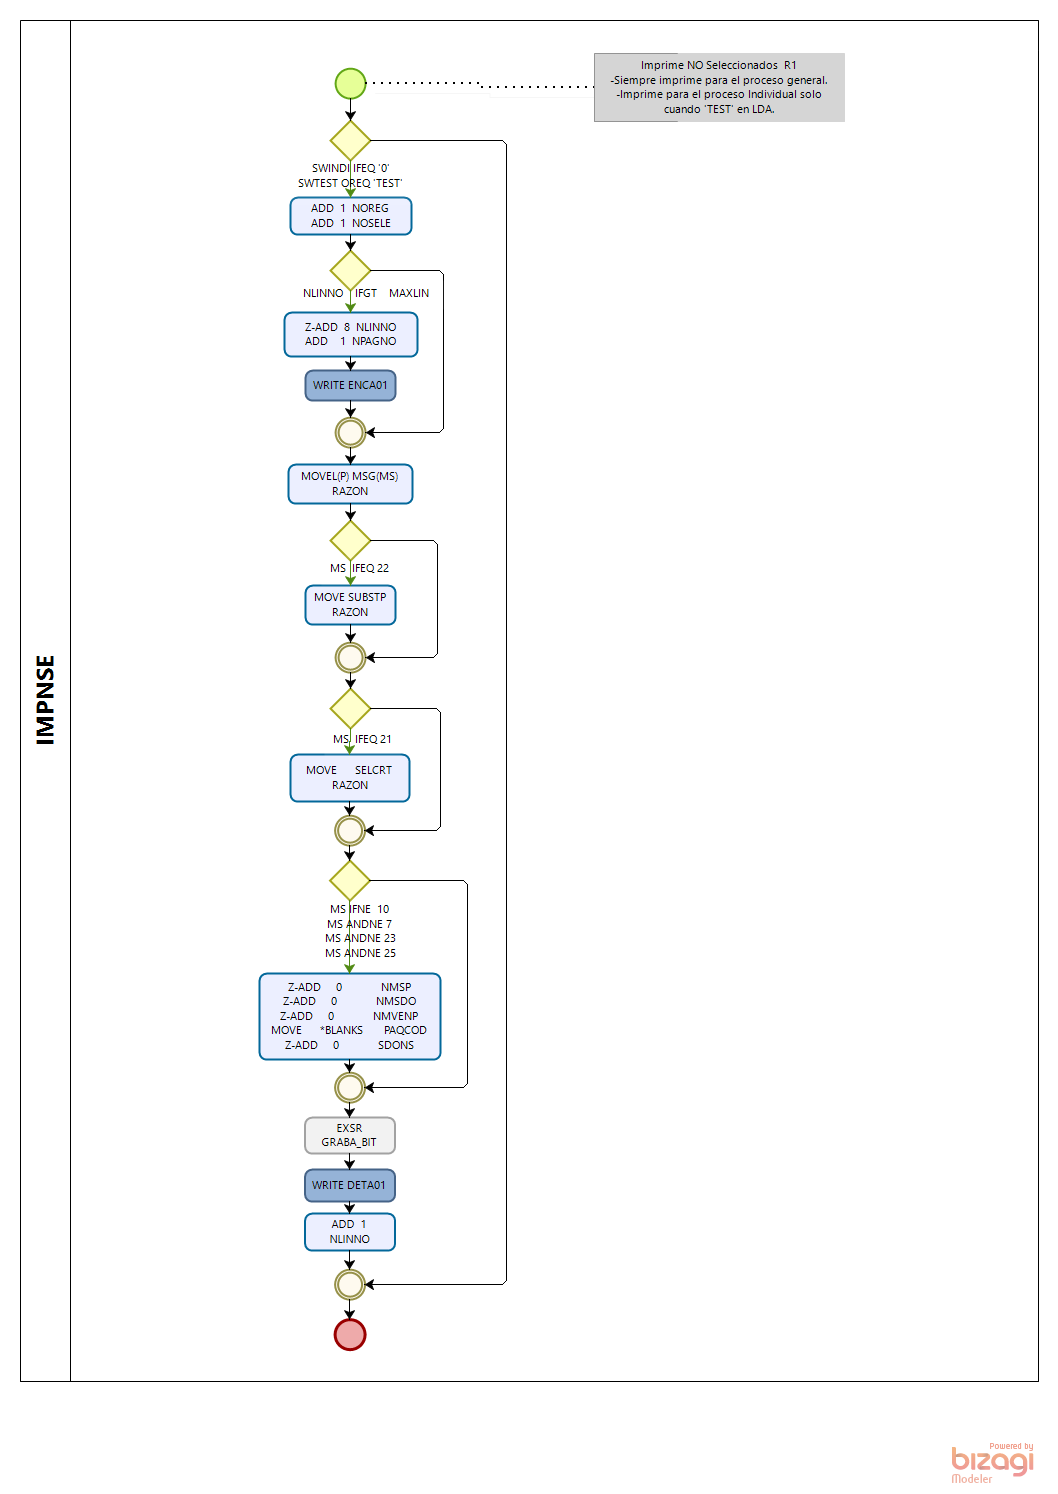 IMPNSE
Imprime NO Seleccionados  R1
-Siempre imprime para el proceso general.
-Imprime para el proceso Individual solo
cuando 'TEST' en LDA.
SWINDI IFEQ '0'
SWTEST OREQ 'TEST'
ADD  1  NOREG
ADD  1  NOSELE
NLINNO  IFGT  MAXLIN
Z-ADD  8  NLINNO
ADD  1  NPAGNO
WRITE ENCA01
MOVEL(P) MSG(MS)
RAZON
MS  IFEQ 22
MOVE SUBSTP
RAZON
MS  IFEQ 21
MOVE  SELCRT
RAZON
MS IFNE  10
MS ANDNE 7
MS ANDNE 23
MS ANDNE 25
Z-ADD  0  NMSP
Z-ADD  0  NMSDO
Z-ADD  0  NMVENP
MOVE  *BLANKS  PAQCOD
Z-ADD  0  SDONS
EXSR
GRABA_BIT
WRITE DETA01
ADD  1
NLINNO
Powered by
bizagi
Modeler